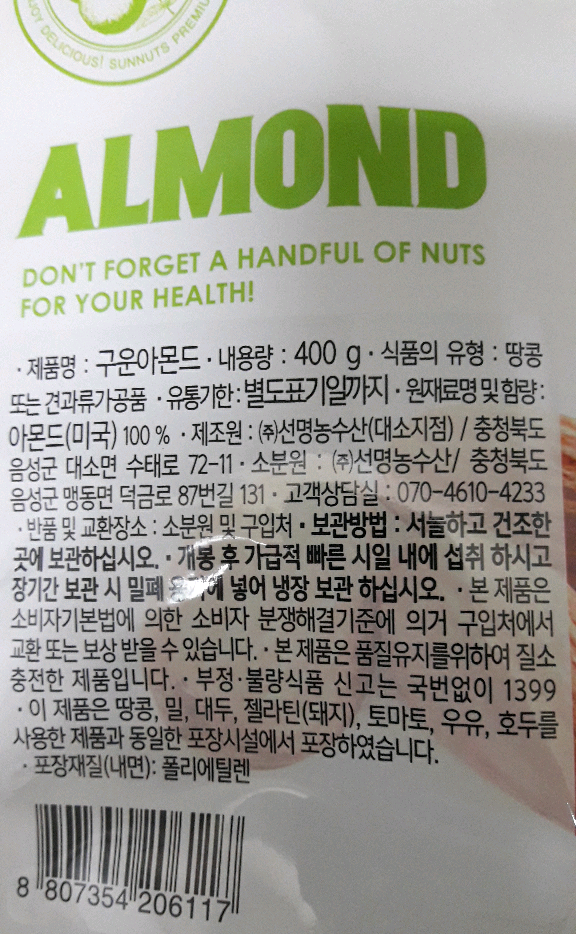 ENJOY DELICIOUS! SUNNUTS PREMIU
ALMOND
DON'T FORGET A HANDFUL OF NUTS
FOR YOUR HEALTH!
· 제품명 : 구운아몬드 · 내용량 : 400 g · 식품의 유형 : 땅콩
또는 견과류가공품 · 유통기한 : 별도표기일까지 · 원재료명 및 함량 :
아몬드(미국) 100 % · 제조원 : ㈜선명농수산(대소지점) / 충청북도
음성군 대소면 수태로 72-11 · 소분원 : ㈜선명농수산/ 충청북도
음성군 맹동면 덕금로 87번길 131 · 고객상담실 : 070-4610-4233
· 반품 및 교환장소 : 소분원 및 구입처 · 보관방법 : 서늘하고 건조한
곳에 보관하십시오. · 개봉 후 가급적 빠른 시일 내에 섭취 하시고
장기간 보관 시 밀폐 넣어 냉장 보관 하십시오. · 본 제품은
소비자기본법에 의한 소비자 분쟁해결기준에 의거 구입처에서
교환 또는 보상 받을 수 있습니다. · 본 제품은 품질유지를위하여 질소
충전한 제품입니다. · 부정·불량식품 신고는 국번없이 1399
· 이 제품은 땅콩, 밀, 대두, 젤라틴(돼지), 토마토, 우유, 호두를
사용한 제품과 동일한 포장시설에서 포장하였습니다.
· 포장재질(내면): 폴리에틸렌
8 807354 206117